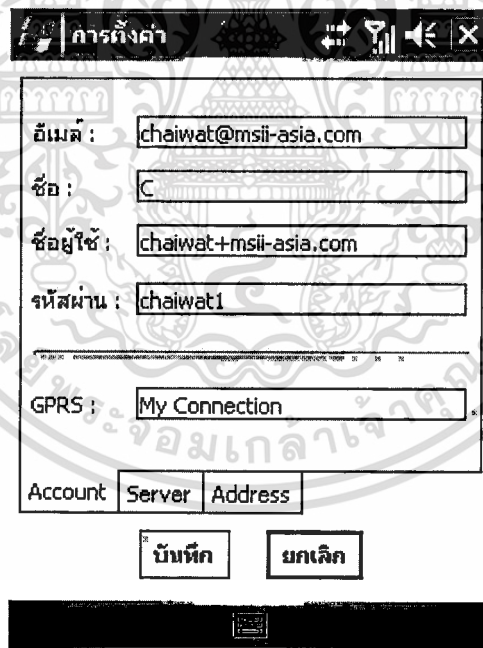 การตั้งค่า
อีเมล์ : chaiwat@msii-asia.com
ชื่อ : C
ชื่อผู้ใช้ : chaiwat+msii-asia.com
รหัสผ่าน : chaiwat1
GPRS : My Connection
Account Server Address
บันทึก ยกเลิก